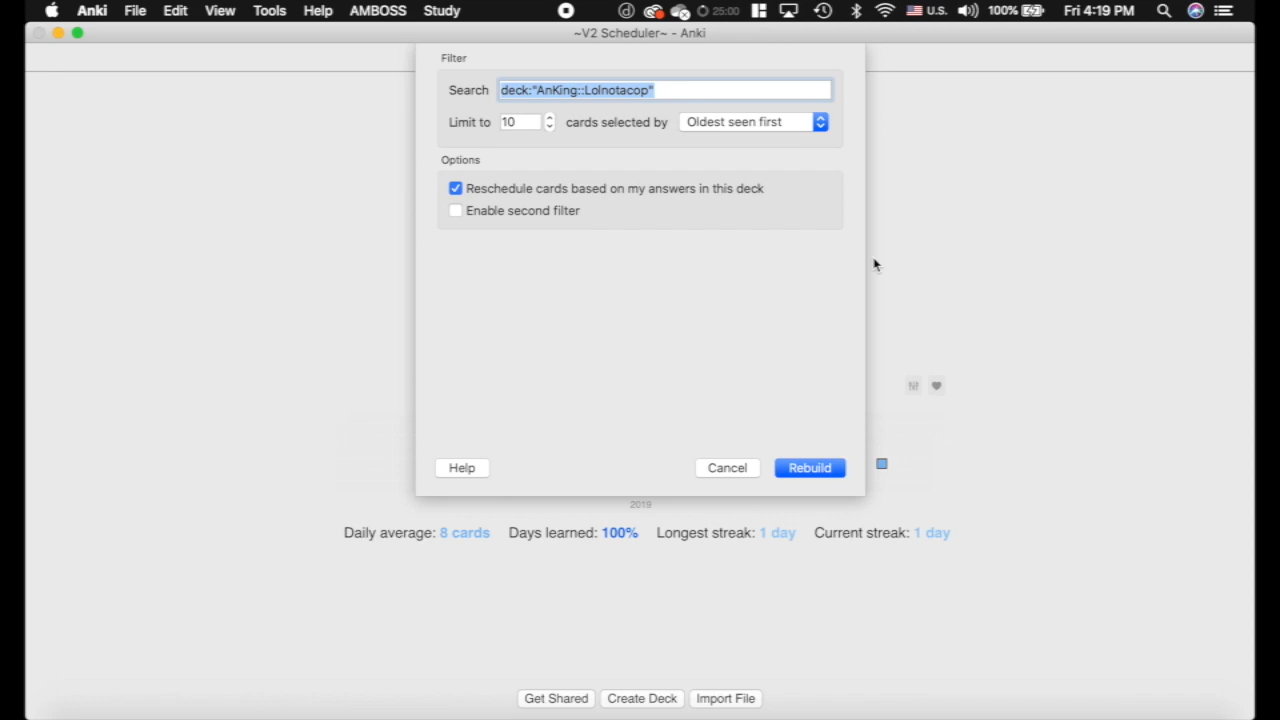 Anki File Edit View Tools Help AMBOSS Study 25:00 U.S. 100% Fri 4:19 PM
~V2 Scheduler~ - Anki
Filter
Search deck:"AnKing::Lolnotacop"
Limit to 10 cards selected by Oldest seen first
Options
Reschedule cards based on my answers in this deck
Enable second filter
Help Cancel Rebuild
2019
Daily average: 8 cards Days learned: 100% Longest streak: 1 day Current streak: 1 day
Get Shared Create Deck Import File